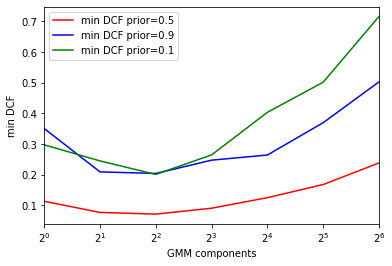 min DCF prior=0.5
min DCF prior=0.9
min DCF prior=0.1
0.7
0.6
0.5
0.4
0.3
0.2
0.1
min DCF
2⁰ 2¹ 2² 2³ 2⁴ 2⁵ 2⁶
GMM components